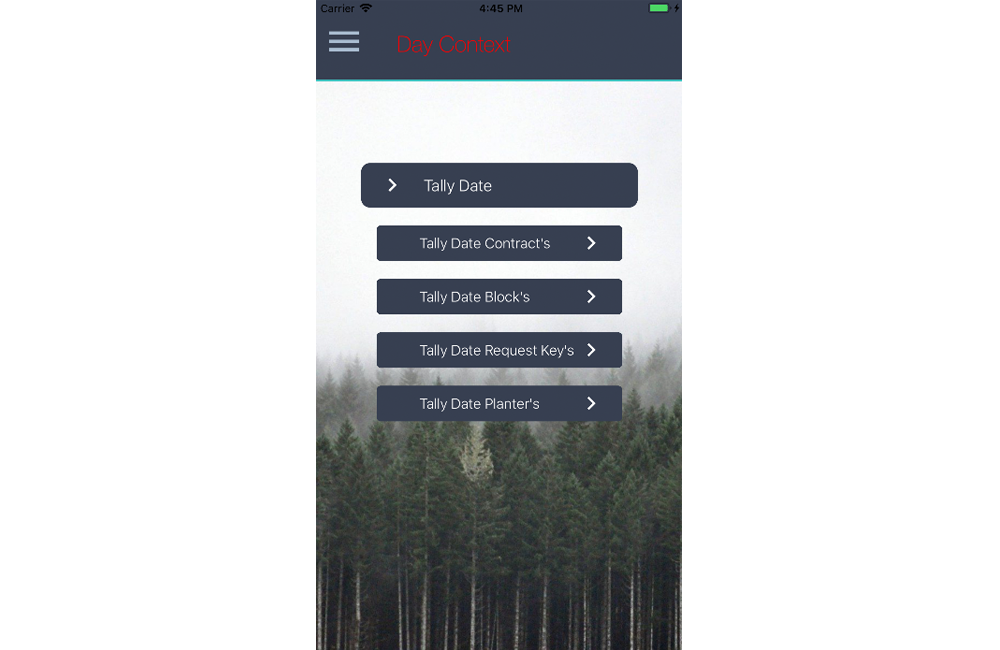 Carrier 4:45 PM
Day Context
Tally Date
Tally Date Contract's
Tally Date Block's
Tally Date Request Key's
Tally Date Planter's